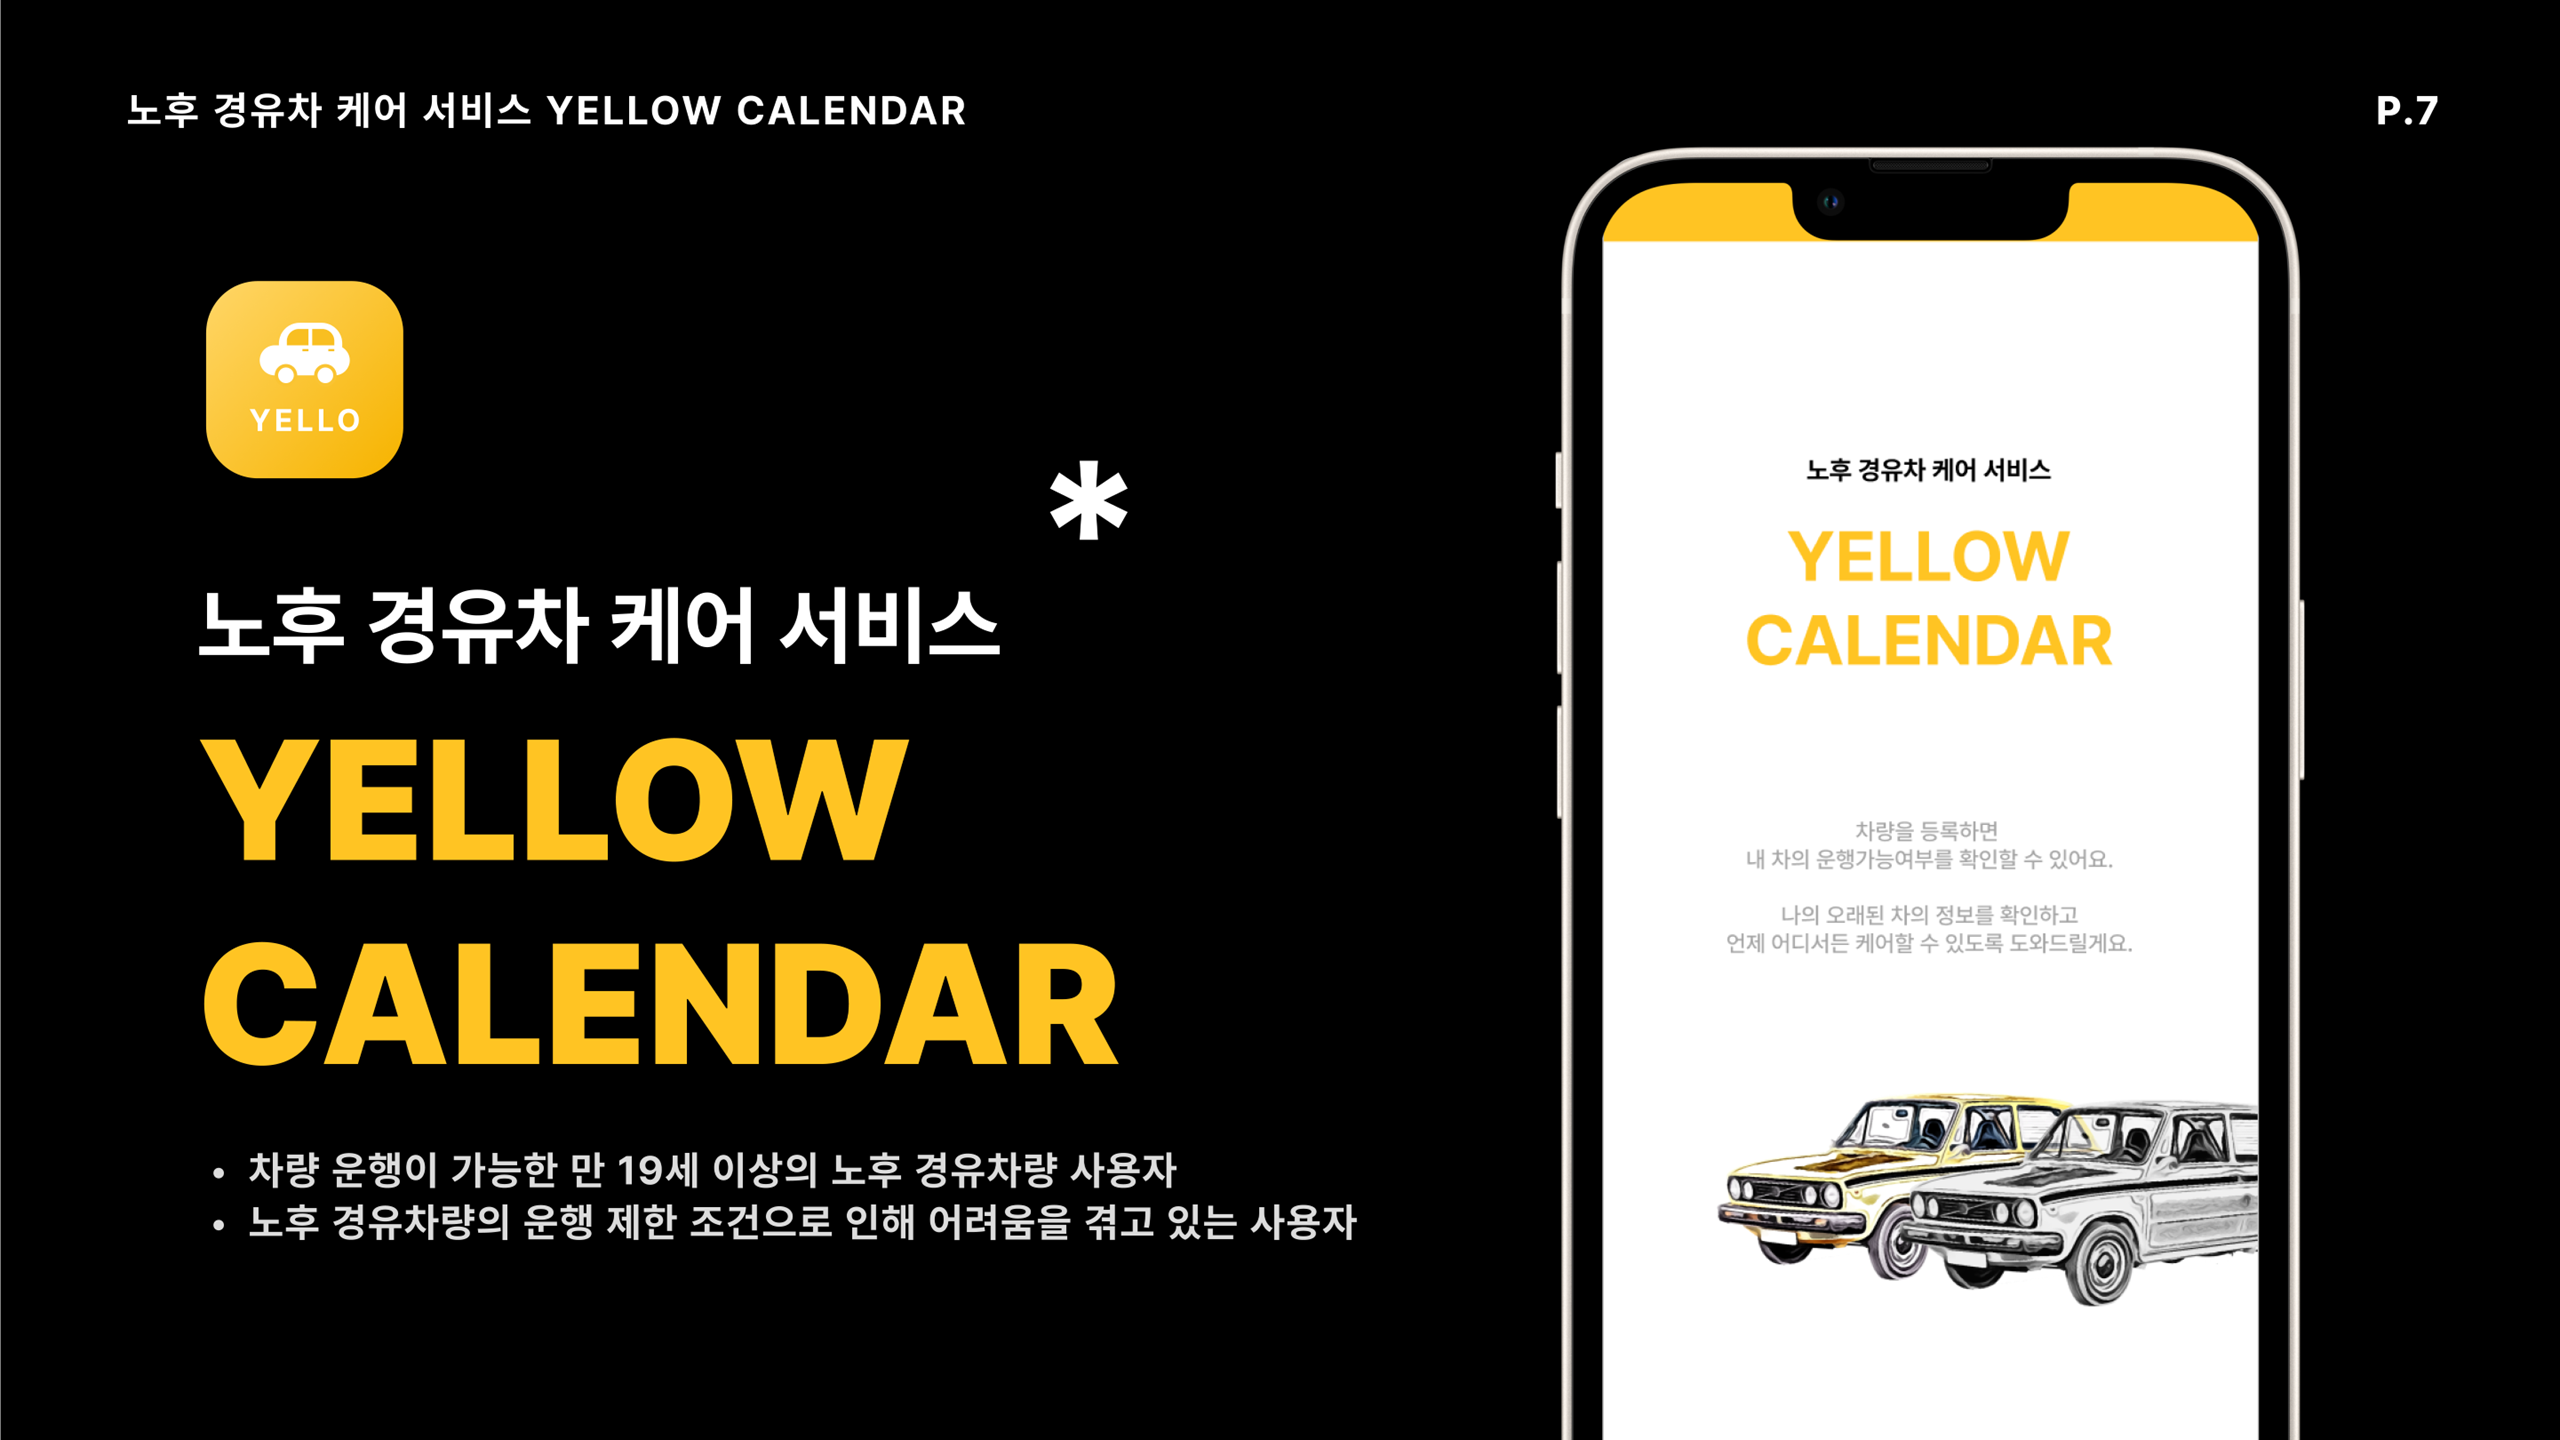 노후 경유차 케어 서비스 YELLOW CALENDAR
P.7
YELLO
*
노후 경유차 케어 서비스
YELLOW
CALENDAR
• 차량 운행이 가능한 만 19세 이상의 노후 경유차량 사용자
• 노후 경유차량의 운행 제한 조건으로 인해 어려움을 겪고 있는 사용자
노후 경유차 케어 서비스
YELLOW
CALENDAR
차량을 등록하면
내 차의 운행가능여부를 확인할 수 있어요.
나의 오래된 차의 정보를 확인하고
언제 어디서든 케어할 수 있도록 도와드릴게요.